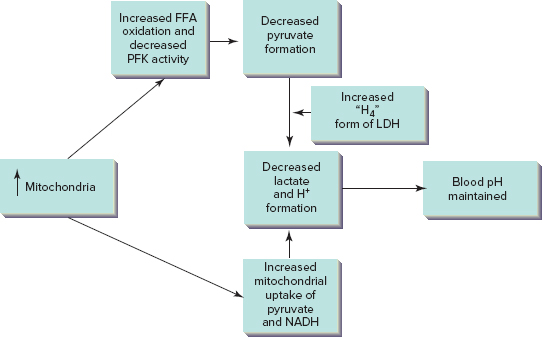 Increased FFA
oxidation and
decreased
PFK activity
Decreased
pyruvate
formation
Increased
“H₄”
form of LDH
↑ Mitochondria
Decreased
lactate
and H⁺
formation
Blood pH
maintained
Increased
mitochondrial
uptake of
pyruvate
and NADH